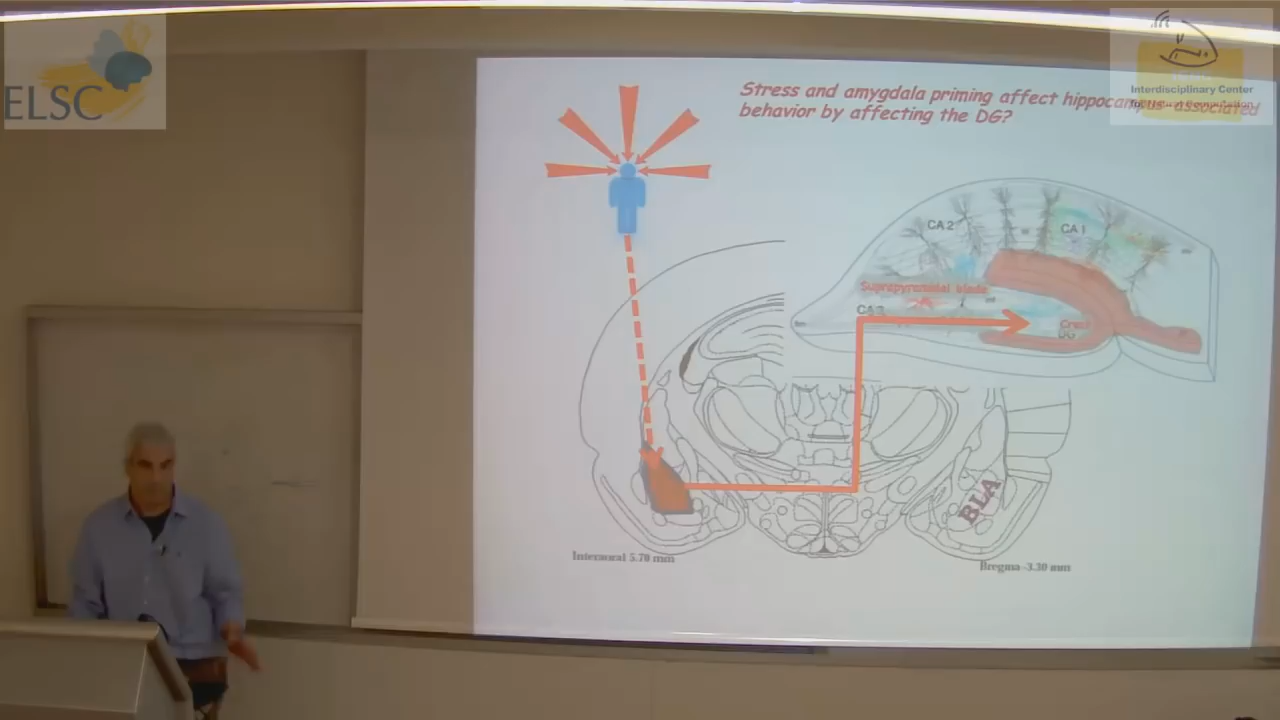 ELSC
Interdisciplinary Center
Stress and amygdala priming affect hippocampus-associated
behavior by affecting the DG?
CA 2
CA 1
Suprapyramidal blade
CA 3
Crest
DG
BLA
Interaural 5.70 mm
Bregma -3.30 mm